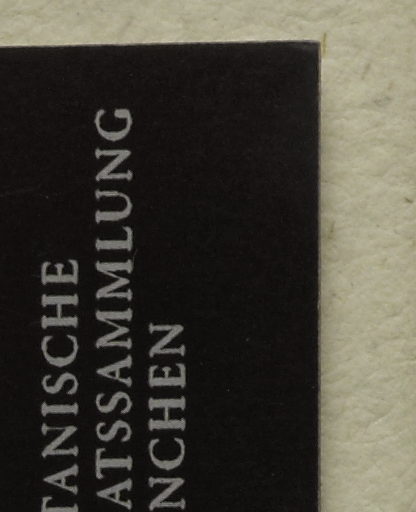 TANISCHE
ATSSAMMLUNG
NCHEN